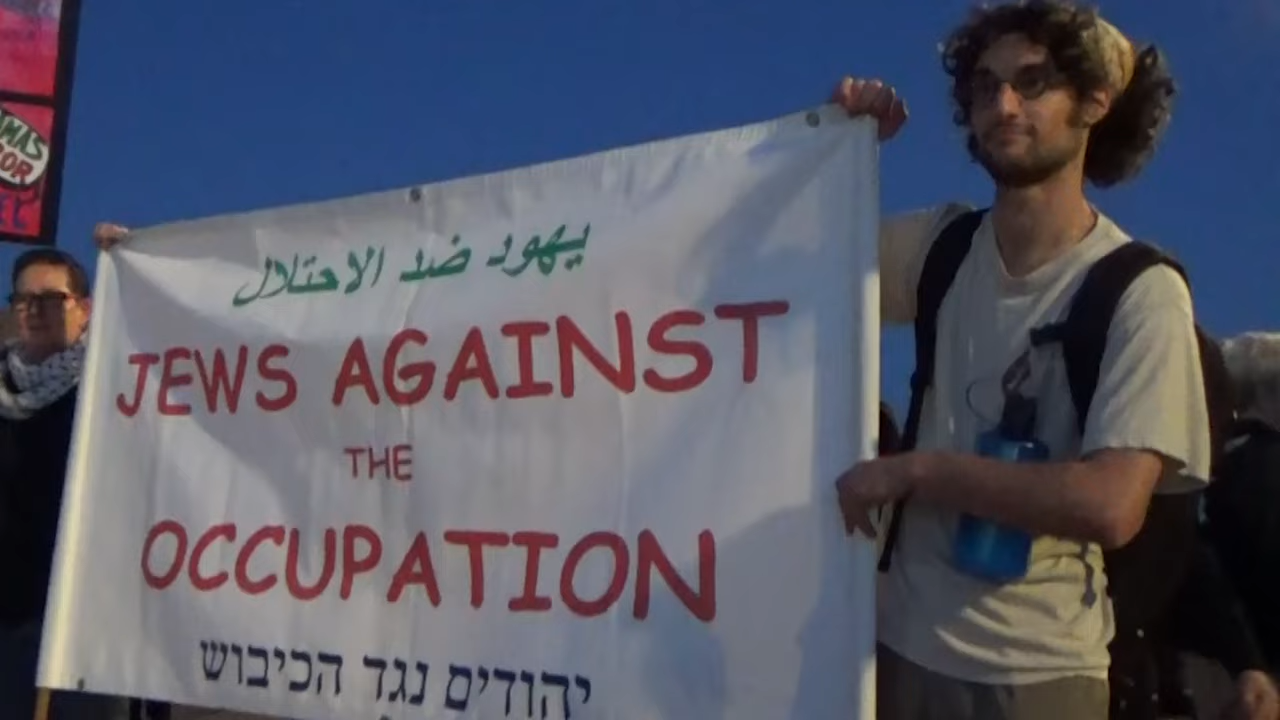 يهود ضد الاحتلال
JEWS AGAINST
THE
OCCUPATION
יהודים נגד הכיבוש